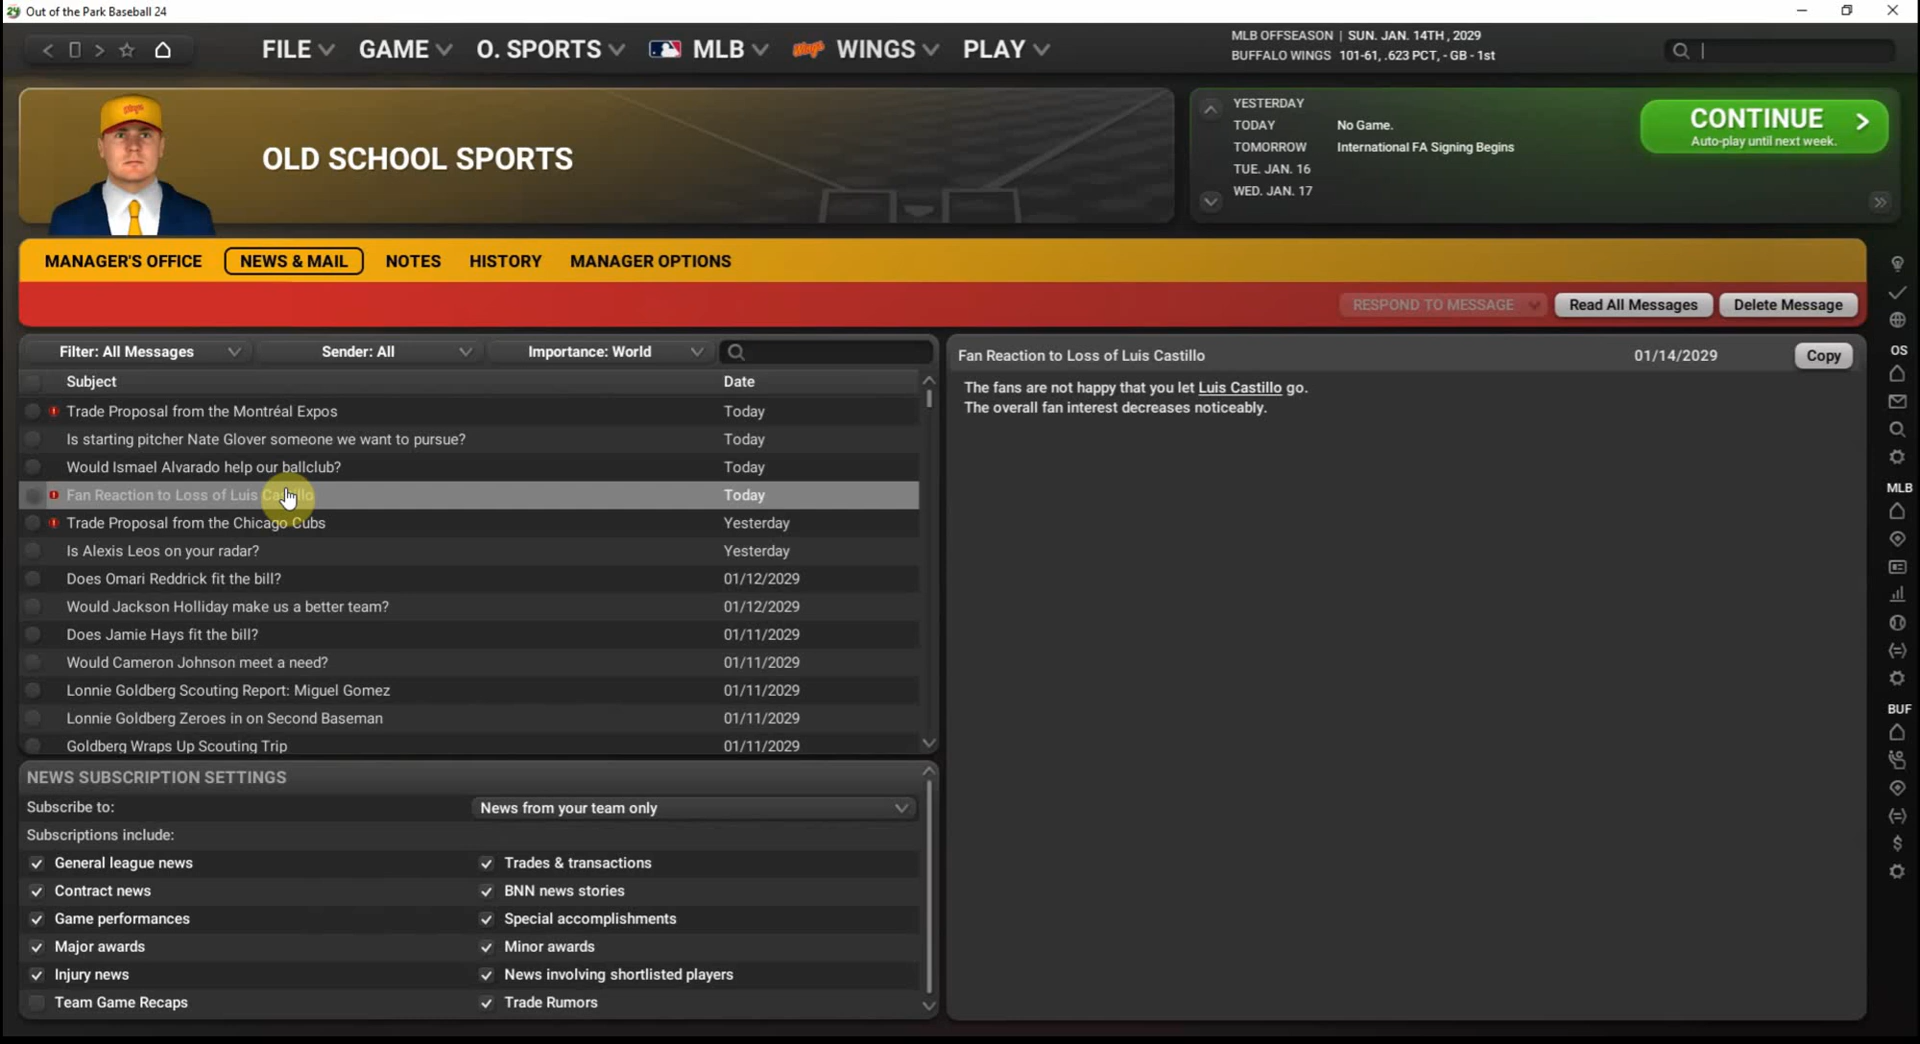 Out of the Park Baseball 24
FILE
GAME
O. SPORTS
MLB
WINGS
PLAY
MLB OFFSEASON | SUN. JAN. 14TH , 2029
BUFFALO WINGS 101-61, .623 PCT, - GB - 1st
OLD SCHOOL SPORTS
YESTERDAY
TODAY No Game.
TOMORROW International FA Signing Begins
TUE. JAN. 16
WED. JAN. 17
CONTINUE
Auto-play until next week.
MANAGER'S OFFICE
NEWS & MAIL
NOTES
HISTORY
MANAGER OPTIONS
RESPOND TO MESSAGE
Read All Messages
Delete Message
Filter: All Messages
Sender: All
Importance: World
Subject Date
Trade Proposal from the Montréal Expos Today
Is starting pitcher Nate Glover someone we want to pursue? Today
Would Ismael Alvarado help our ballclub? Today
Fan Reaction to Loss of Luis Castillo Today
Trade Proposal from the Chicago Cubs Yesterday
Is Alexis Leos on your radar? Yesterday
Does Omari Reddrick fit the bill? 01/12/2029
Would Jackson Holliday make us a better team? 01/12/2029
Does Jamie Hays fit the bill? 01/11/2029
Would Cameron Johnson meet a need? 01/11/2029
Lonnie Goldberg Scouting Report: Miguel Gomez 01/11/2029
Lonnie Goldberg Zeroes in on Second Baseman 01/11/2029
Goldberg Wraps Up Scouting Trip 01/11/2029
Fan Reaction to Loss of Luis Castillo 01/14/2029 Copy
The fans are not happy that you let Luis Castillo go.
The overall fan interest decreases noticeably.
NEWS SUBSCRIPTION SETTINGS
Subscribe to: News from your team only
Subscriptions include:
General league news Trades & transactions
Contract news BNN news stories
Game performances Special accomplishments
Major awards Minor awards
Injury news News involving shortlisted players
Team Game Recaps Trade Rumors
OS
MLB
BUF